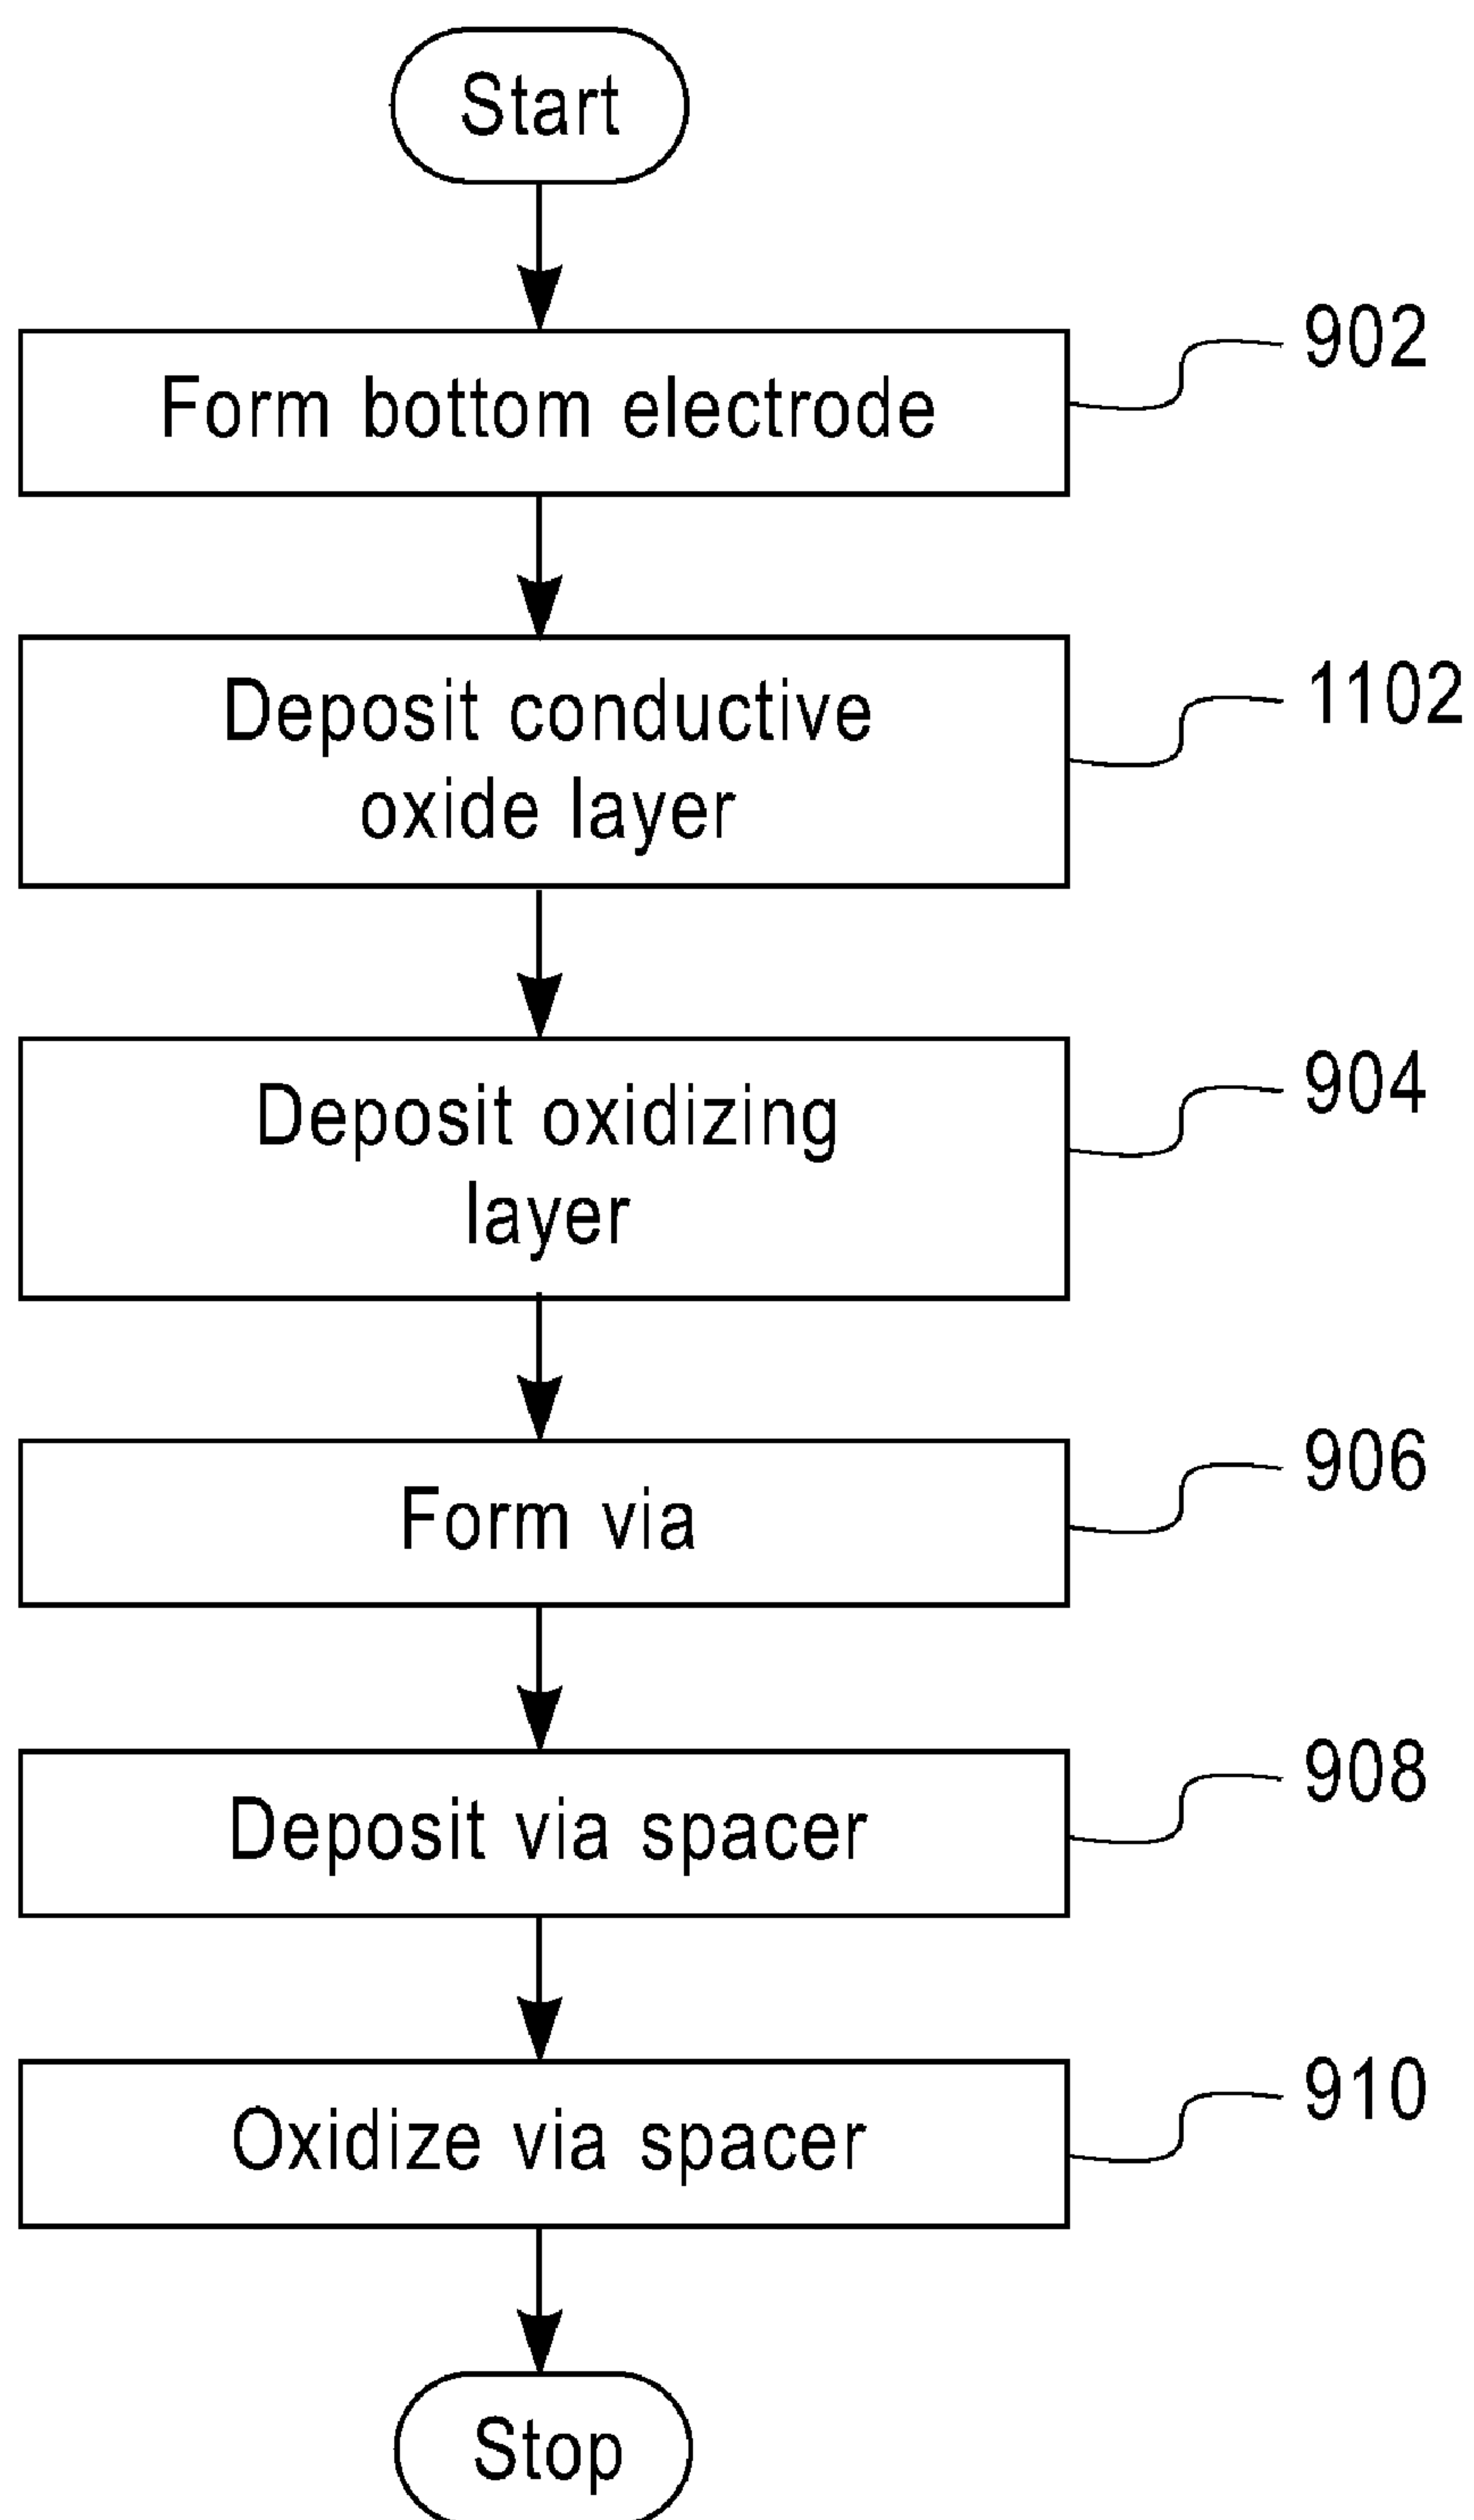 Start
Form bottom electrode
902
Deposit conductive
oxide layer
1102
Deposit oxidizing
layer
904
Form via
906
Deposit via spacer
908
Oxidize via spacer
910
Stop